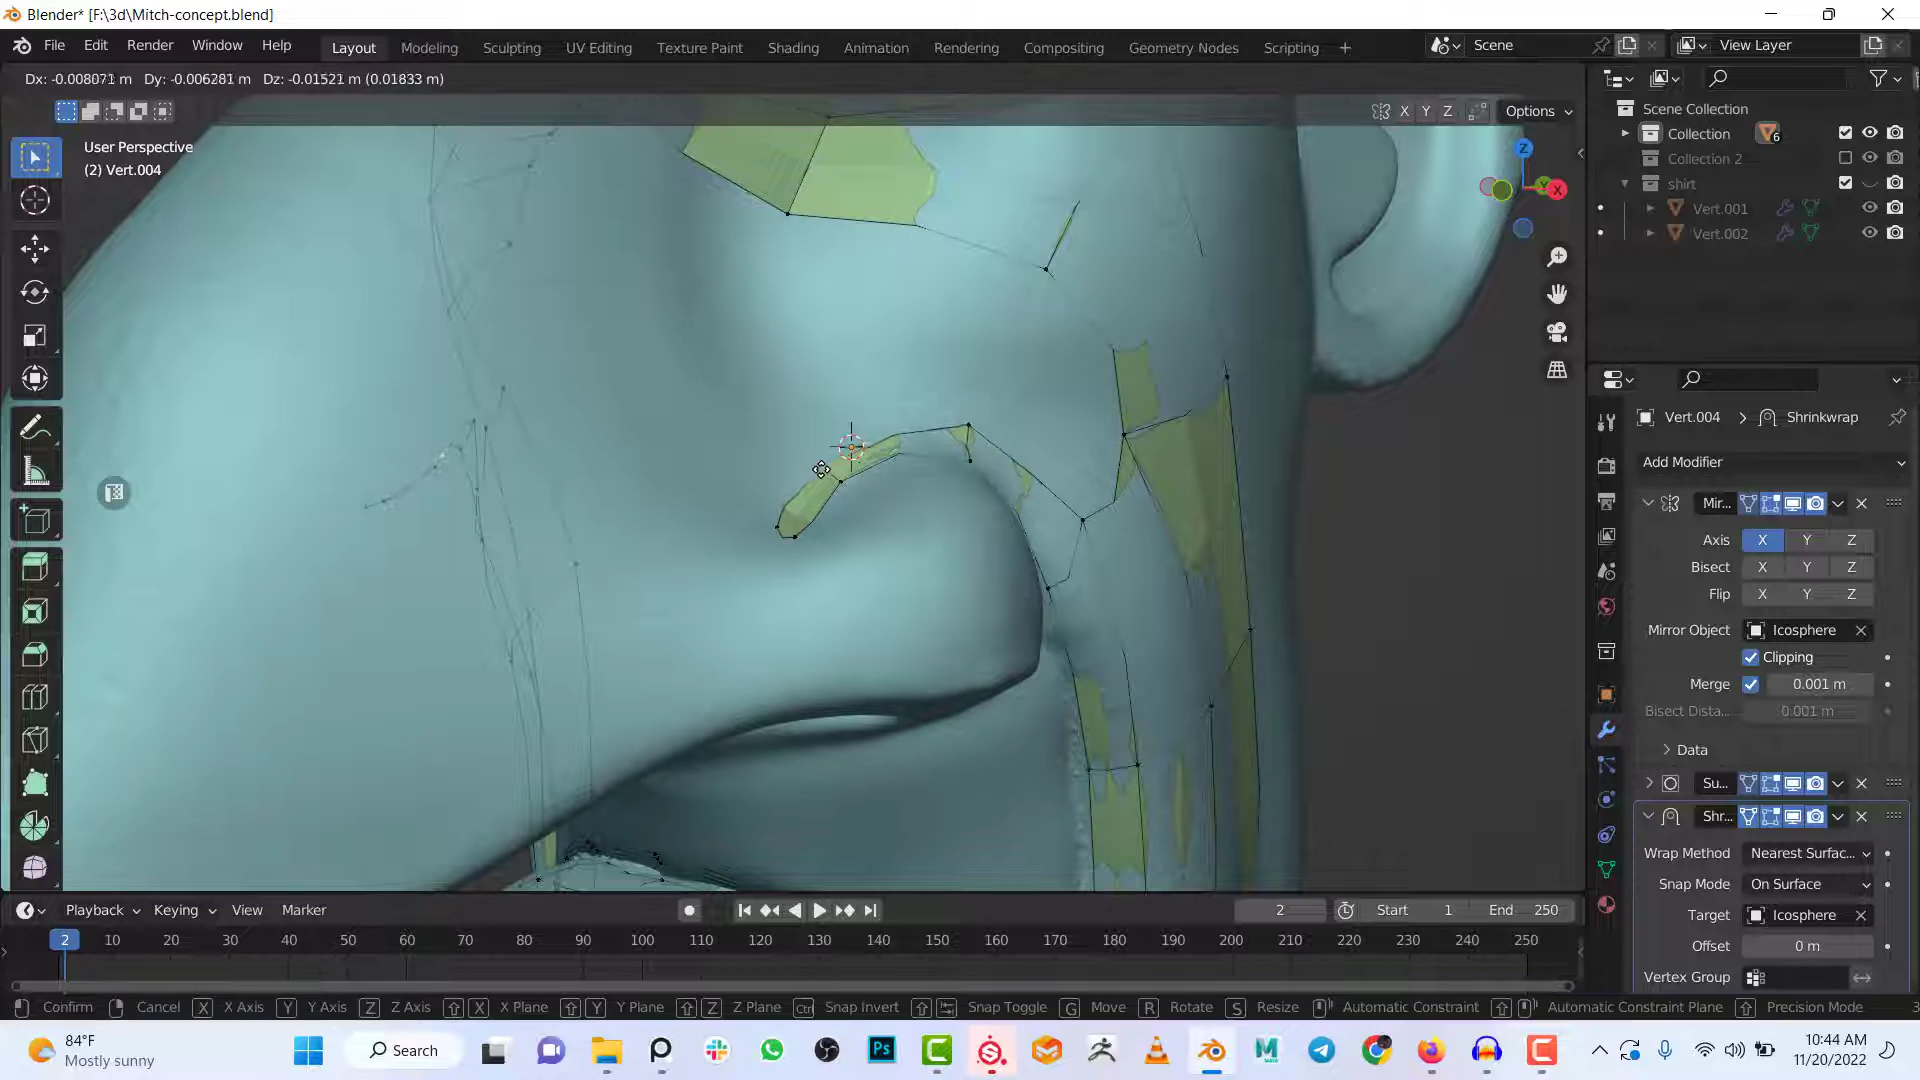 Blender* [F:\3d\Mitch-concept.blend]
File Edit Render Window Help
Layout Modeling Sculpting UV Editing Texture Paint Shading Animation Rendering Compositing Geometry Nodes Scripting +
Scene
View Layer
Dx: -0.008071 m Dy: -0.006281 m Dz: -0.01521 m (0.01833 m)
X Y Z Options
User Perspective
(2) Vert.004
Z
X
Scene Collection
Collection 6
Collection 2
shirt
Vert.001
Vert.002
Vert.004 > Shrinkwrap
Add Modifier
Mir...
Axis X Y Z
Bisect X Y Z
Flip X Y Z
Mirror Object Icosphere
Clipping
Merge 0.001 m
Bisect Dista... 0.001 m
Data
Su...
Shr...
Wrap Method Nearest Surfac...
Snap Mode On Surface
Target Icosphere
Offset 0 m
Vertex Group
Playback Keying View Marker
2 Start 1 End 250
2 10 20 30 40 50 60 70 80 90 100 110 120 130 140 150 160 170 180 190 200 210 220 230 240 250
Confirm Cancel X X Axis Y Y Axis Z Z Axis X X Plane Y Y Plane Z Z Plane Ctrl Snap Invert Snap Toggle G Move R Rotate S Resize Automatic Constraint Automatic Constraint Plane Precision Mode
84°F
Mostly sunny
Search
Ps
10:44 AM
11/20/2022